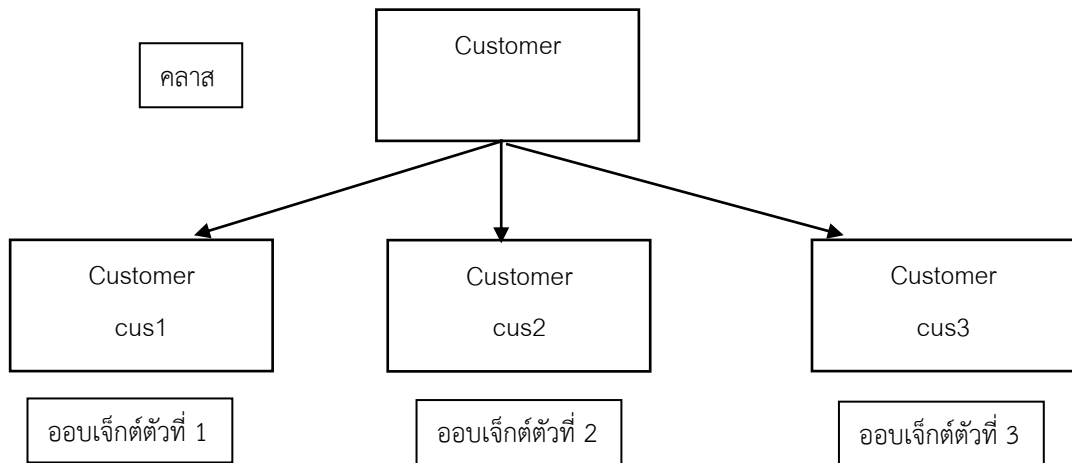 Customer
คลาส
Customer
cus1
Customer
cus2
Customer
cus3
ออบเจ็กต์ตัวที่ 1
ออบเจ็กต์ตัวที่ 2
ออบเจ็กต์ตัวที่ 3